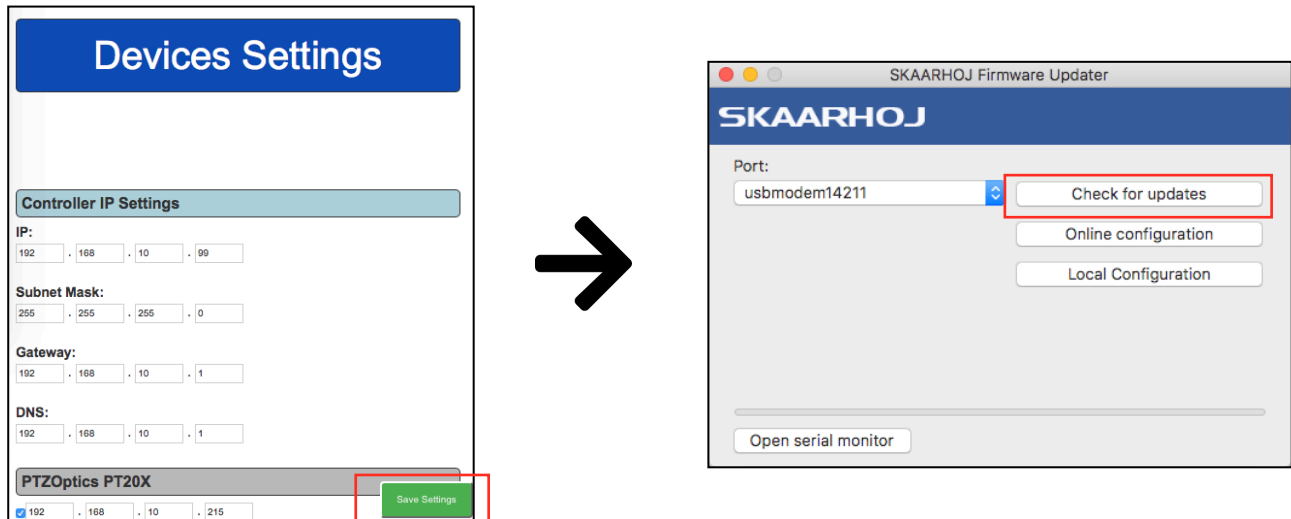 Devices Settings
Controller IP Settings
IP:
192 . 168 . 10 . 99
Subnet Mask:
255 . 255 . 255 . 0
Gateway:
192 . 168 . 10 . 1
DNS:
192 . 168 . 10 . 1
PTZOptics PT20X
Save Settings
192 . 168 . 10 . 215
SKAARHOJ Firmware Updater
SKAARHOJ
Port:
usbmodem14211
Check for updates
Online configuration
Local Configuration
Open serial monitor